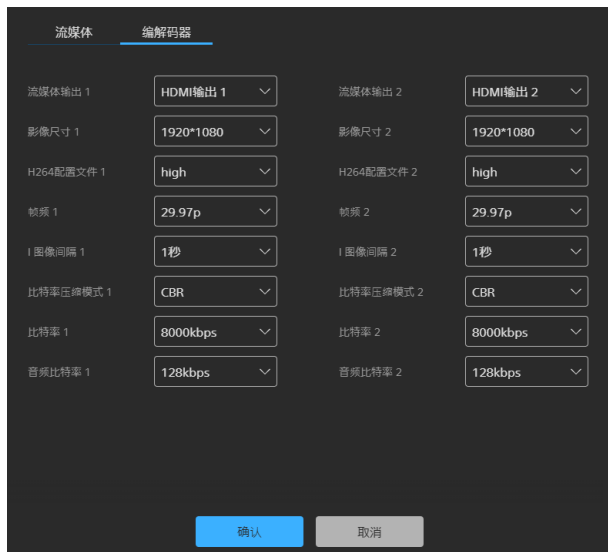 流媒体 编解码器
流媒体输出 1 HDMI输出 1 流媒体输出 2 HDMI输出 2
影像尺寸 1 1920*1080 影像尺寸 2 1920*1080
H264配置文件 1 high H264配置文件 2 high
帧频 1 29.97p 帧频 2 29.97p
I 图像间隔 1 1秒 I 图像间隔 2 1秒
比特率压缩模式 1 CBR 比特率压缩模式 2 CBR
比特率 1 8000kbps 比特率 2 8000kbps
音频比特率 1 128kbps 音频比特率 2 128kbps
确认 取消